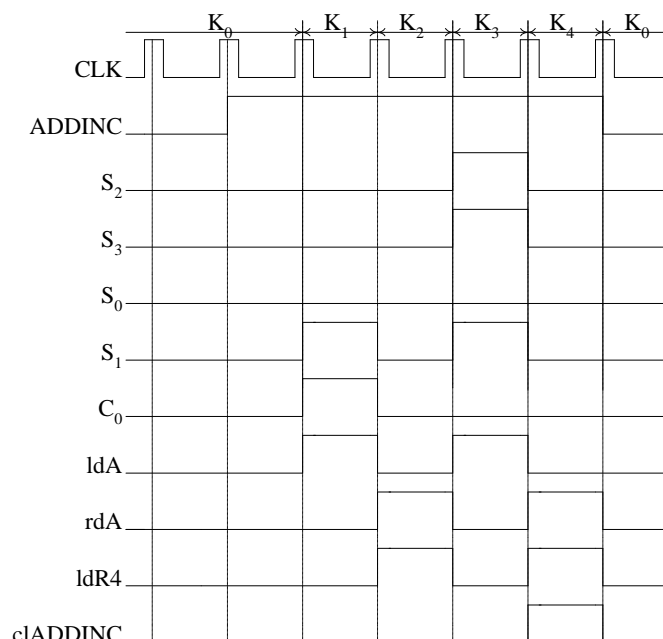 K₀ K₁ K₂ K₃ K₄ K₀
CLK
ADDINC
S₂
S₃
S₀
S₁
C₀
ldA
rdA
ldR4
clADDINC